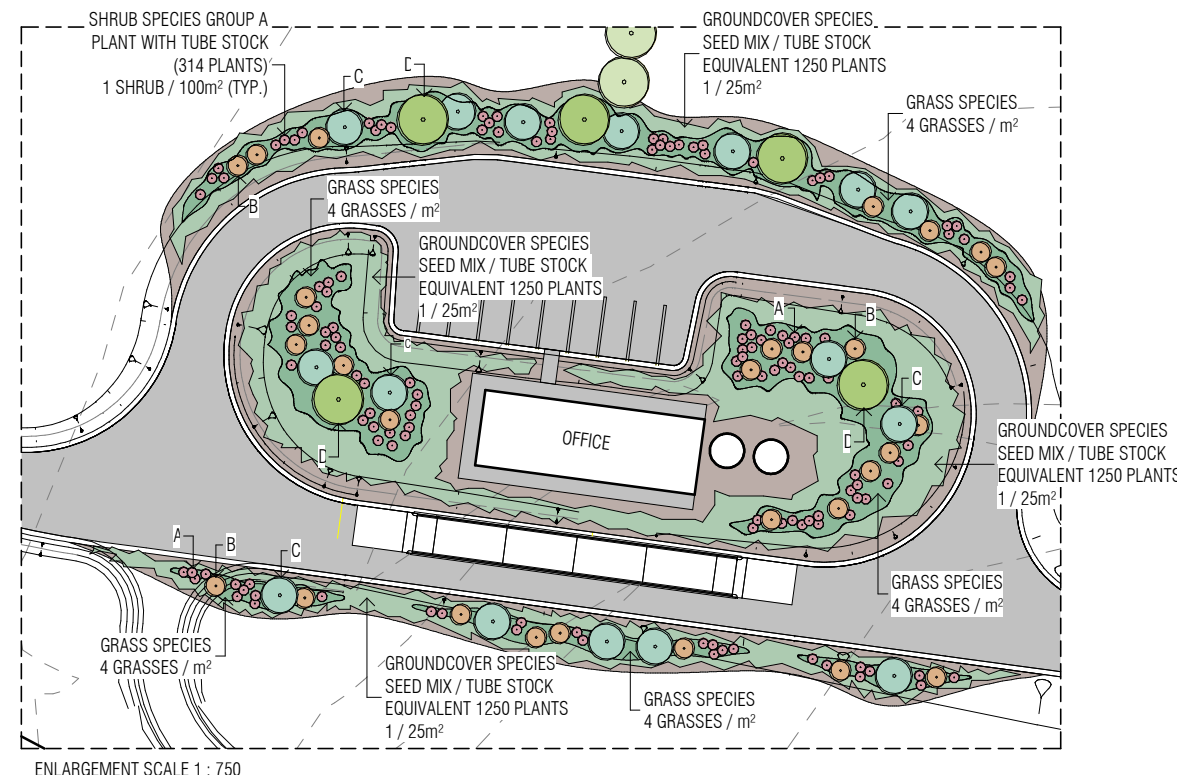 SHRUB SPECIES GROUP A
PLANT WITH TUBE STOCK
(314 PLANTS)
1 SHRUB / 100m² (TYP.)
C
D
GROUNDCOVER SPECIES
SEED MIX / TUBE STOCK
EQUIVALENT 1250 PLANTS
1 / 25m²
GRASS SPECIES
4 GRASSES / m²
B
GRASS SPECIES
4 GRASSES / m²
GROUNDCOVER SPECIES
SEED MIX / TUBE STOCK
EQUIVALENT 1250 PLANTS
1 / 25m²
C
D
A
B
C
D
OFFICE
GROUNDCOVER SPECIES
SEED MIX / TUBE STOCK
EQUIVALENT 1250 PLANTS
1 / 25m²
A
B
C
GRASS SPECIES
4 GRASSES / m²
GRASS SPECIES
4 GRASSES / m²
GROUNDCOVER SPECIES
SEED MIX / TUBE STOCK
EQUIVALENT 1250 PLANTS
1 / 25m²
GRASS SPECIES
4 GRASSES / m²
ENLARGEMENT SCALE 1 : 750